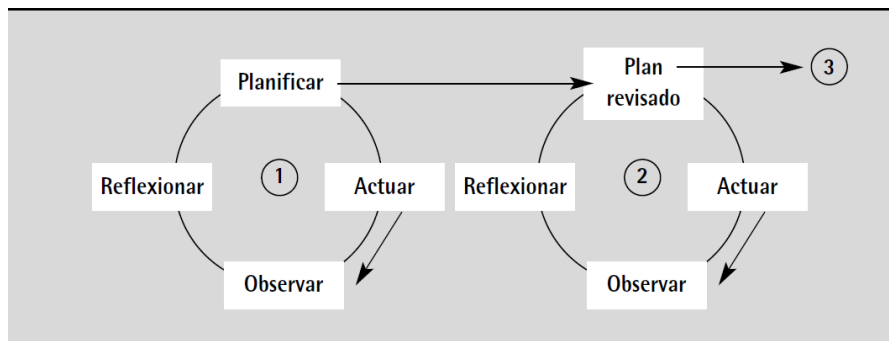 Planificar
Plan
revisado
3
Reflexionar
1
Actuar
Reflexionar
2
Actuar
Observar
Observar